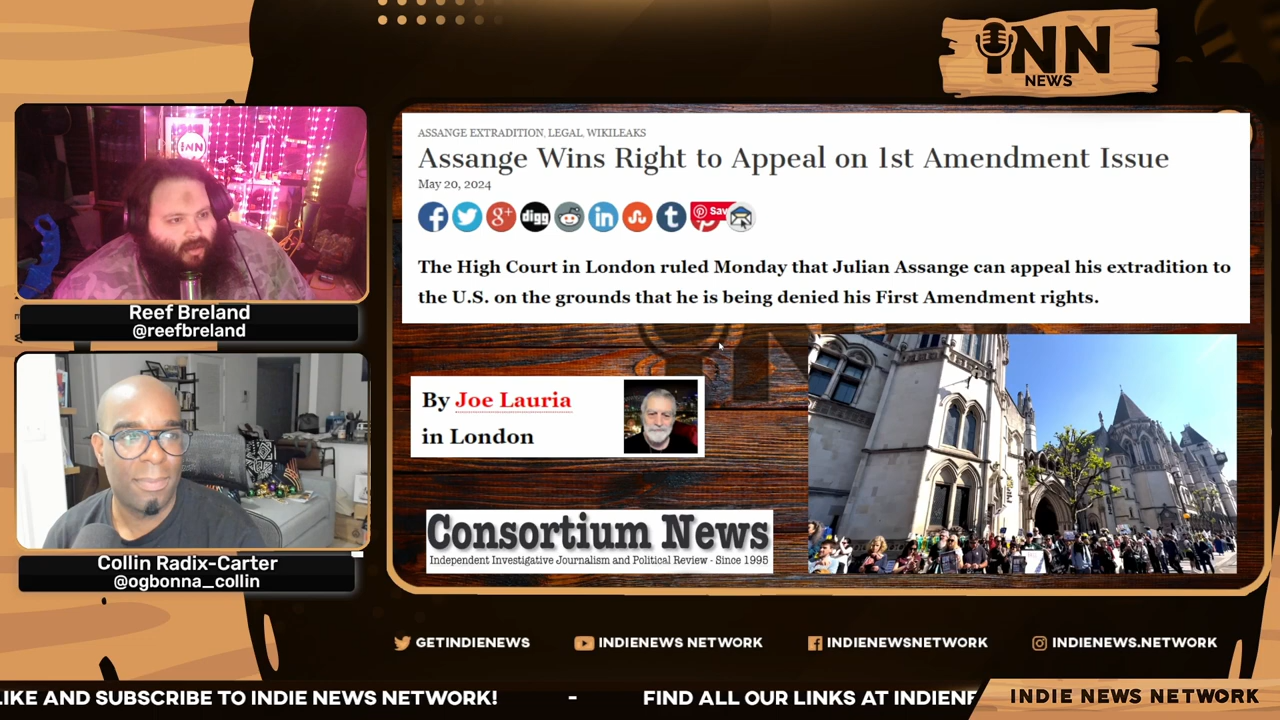 iNN
NEWS
iNN
ASSANGE EXTRADITION, LEGAL, WIKILEAKS
Assange Wins Right to Appeal on 1st Amendment Issue
May 20, 2024
digg
Sav
The High Court in London ruled Monday that Julian Assange can appeal his extradition to
the U.S. on the grounds that he is being denied his First Amendment rights.
Reef Breland
@reefbreland
By Joe Lauria
in London
Consortium News
Independent Investigative Journalism and Political Review - Since 1995
Collin Radix-Carter
@ogbonna_collin
GETINDIENEWS
INDIENEWS NETWORK
INDIENEWSNETWORK
INDIENEWS.NETWORK
LIKE AND SUBSCRIBE TO INDIE NEWS NETWORK! - FIND ALL OUR LINKS AT
INDIE NEWS NETWORK